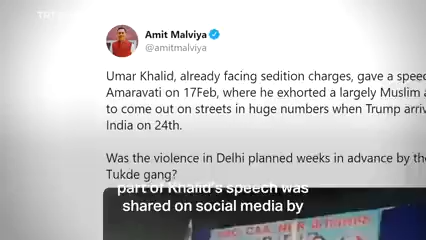 TRT
Amit Malviya
@amitmalviya
Umar Khalid, already facing sedition charges, gave a speec
Amaravati on 17Feb, where he exhorted a largely Muslim a
to come out on streets in huge numbers when Trump arriv
India on 24th.
Was the violence in Delhi planned weeks in advance by the
Tukde gang?
part of Khalid's speech was
shared on social media by